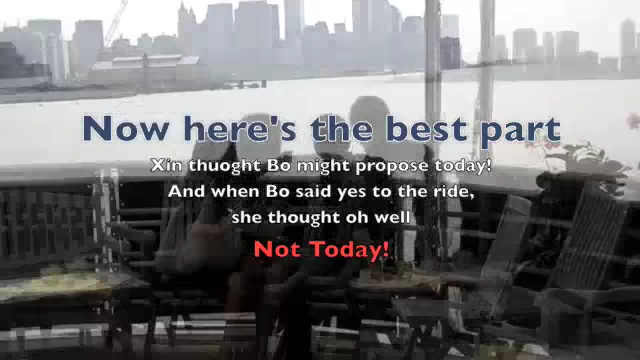 Now here's the best part
Xin thuoght Bo might propose today!
And when Bo said yes to the ride,
she thought oh well
Not Today!